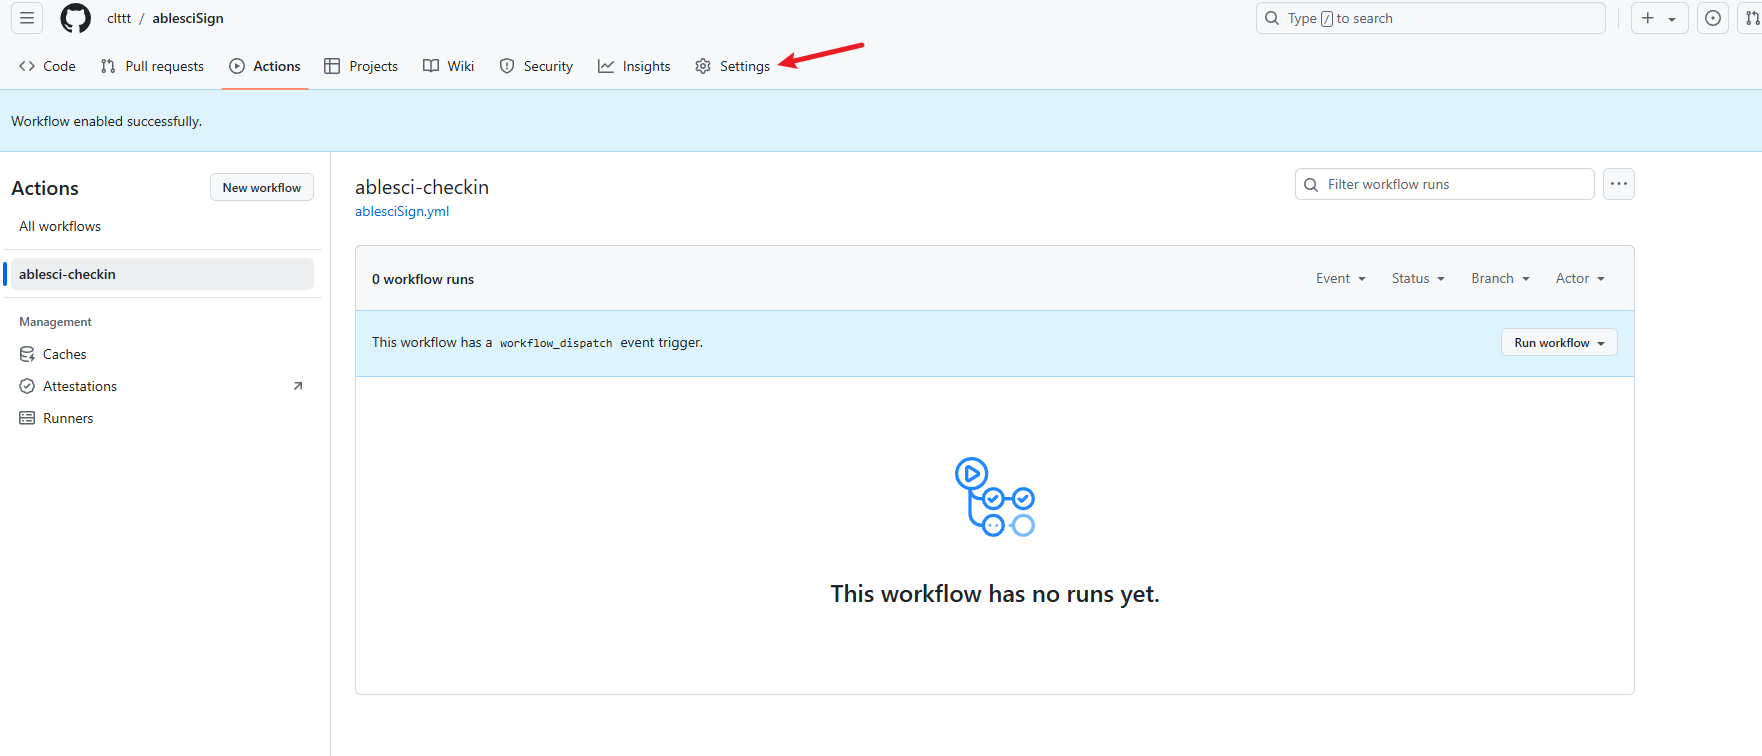 clttt / ablesciSign
Type / to search
Code Pull requests Actions Projects Wiki Security Insights Settings
Workflow enabled successfully.
Actions
New workflow
All workflows
ablesci-checkin
Management
Caches
Attestations
Runners
ablesci-checkin
ablesciSign.yml
Filter workflow runs
0 workflow runs
Event Status Branch Actor
This workflow has a workflow_dispatch event trigger.
Run workflow
This workflow has no runs yet.